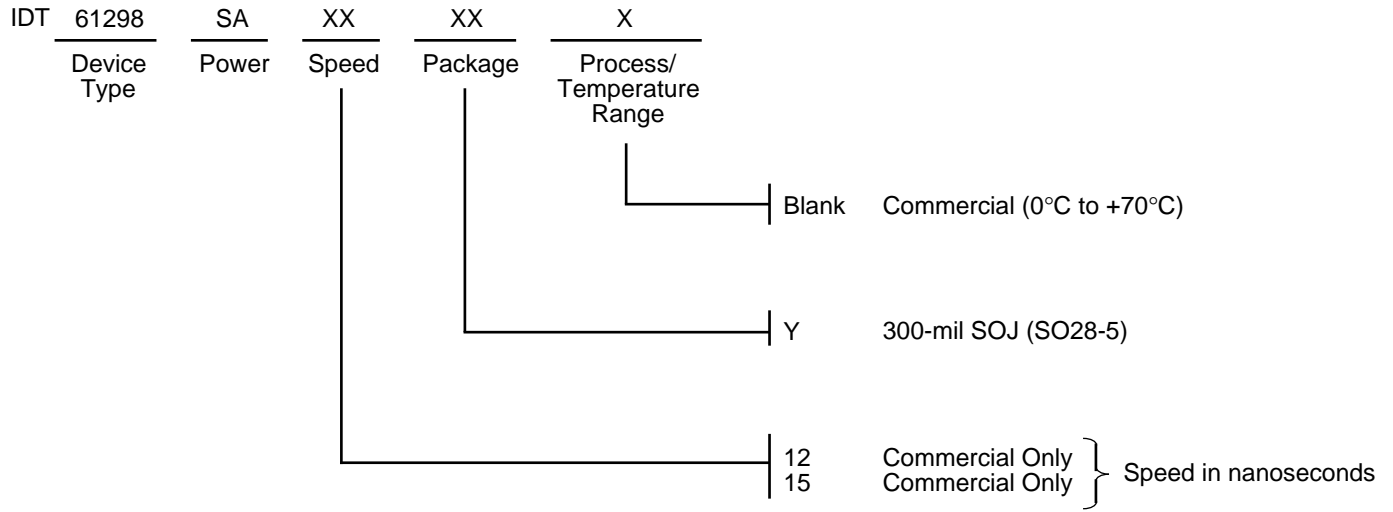 IDT 61298 SA XX XX X
Device Type Power Speed Package Process/ Temperature Range
Blank Commercial (0°C to +70°C)
Y 300-mil SOJ (SO28-5)
12 Commercial Only
15 Commercial Only
Speed in nanoseconds